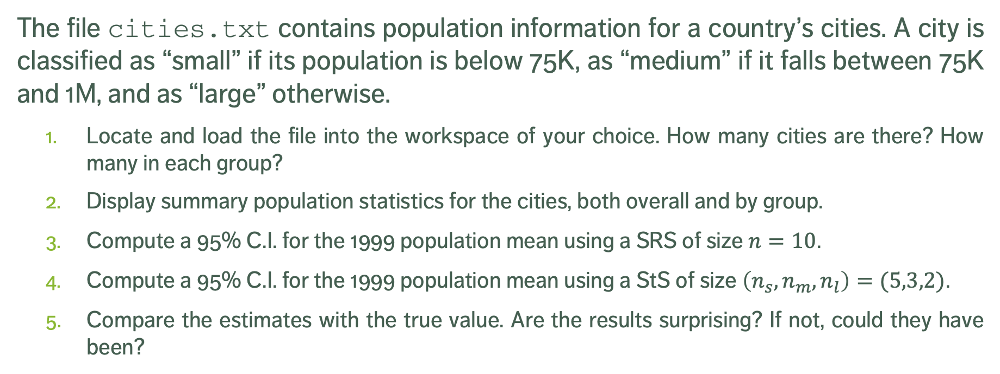 The file cities.txt contains population information for a country’s cities. A city is
classified as “small” if its population is below 75K, as “medium” if it falls between 75K
and 1M, and as “large” otherwise.
1. Locate and load the file into the workspace of your choice. How many cities are there? How
many in each group?
2. Display summary population statistics for the cities, both overall and by group.
3. Compute a 95% C.I. for the 1999 population mean using a SRS of size n = 10.
4. Compute a 95% C.I. for the 1999 population mean using a StS of size (nₛ, nₘ, nₗ) = (5,3,2).
5. Compare the estimates with the true value. Are the results surprising? If not, could they have
been?